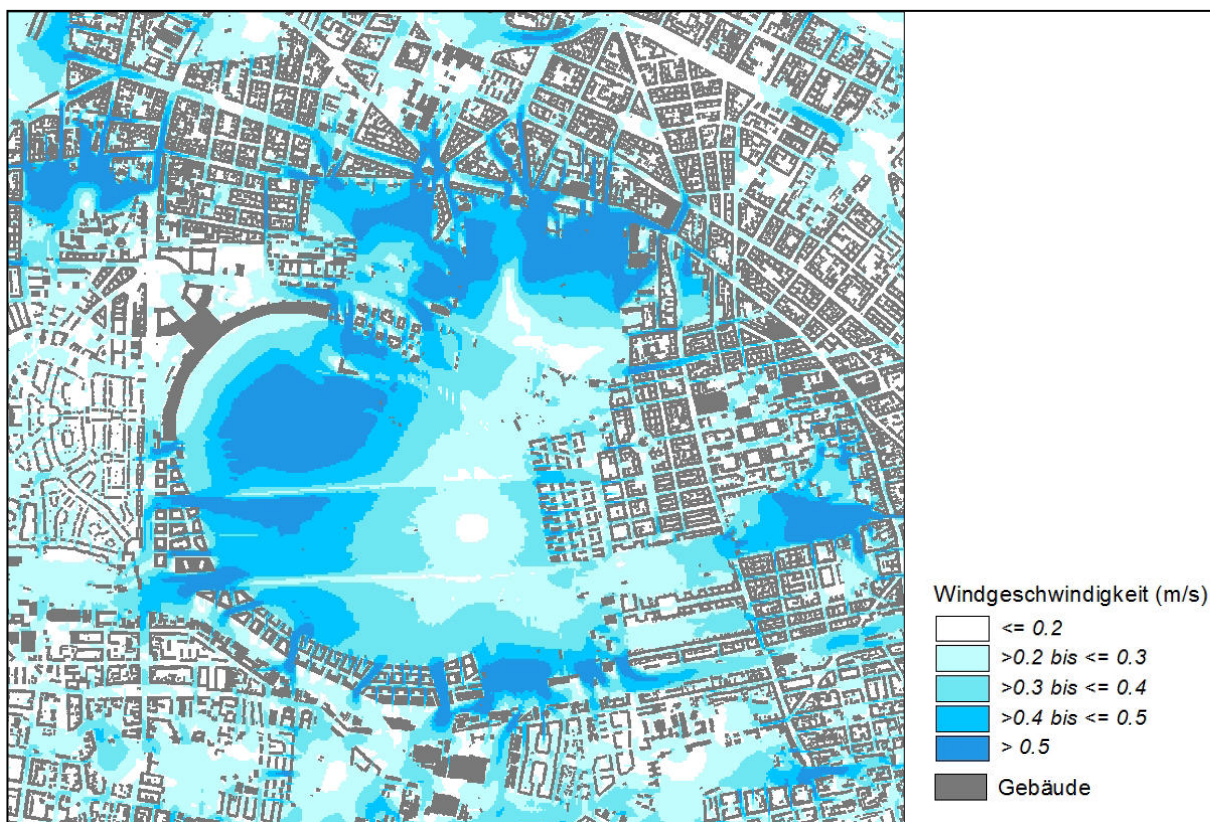 Windgeschwindigkeit (m/s)
<= 0.2
>0.2 bis <= 0.3
>0.3 bis <= 0.4
>0.4 bis <= 0.5
> 0.5
Gebäude